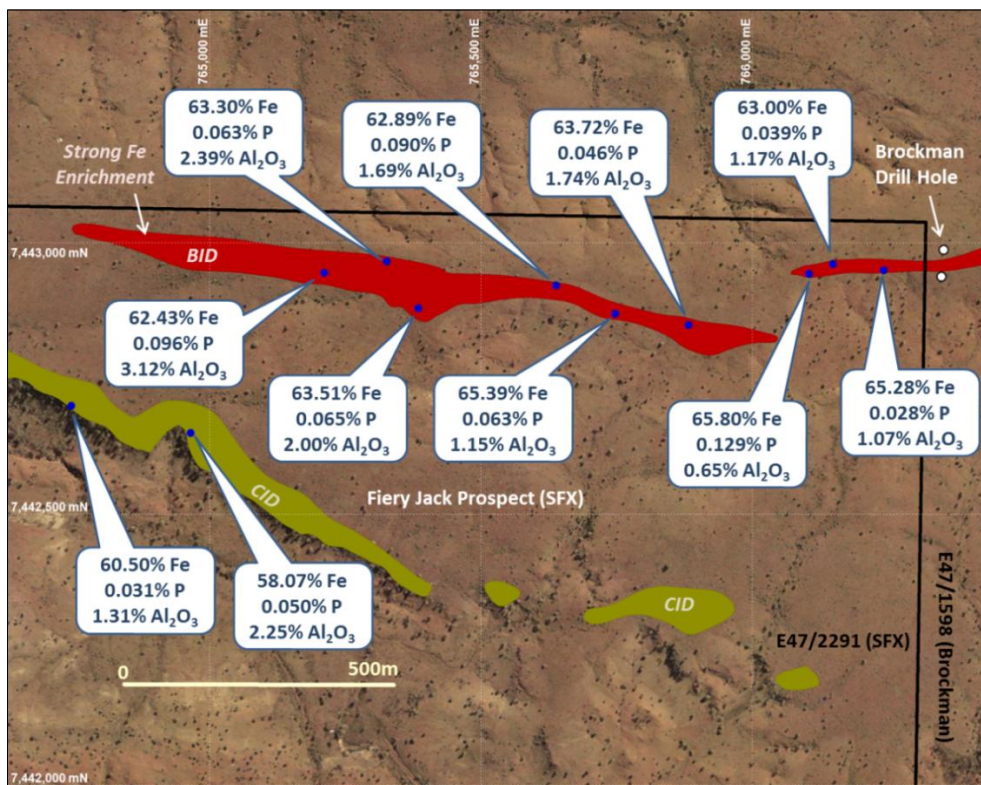 765,000 mE
765,500 mE
766,000 mE
63.30% Fe
0.063% P
2.39% Al₂O₃
62.89% Fe
0.090% P
1.69% Al₂O₃
63.72% Fe
0.046% P
1.74% Al₂O₃
63.00% Fe
0.039% P
1.17% Al₂O₃
Brockman
Drill Hole
Strong Fe
Enrichment
7,443,000 mN
BID
62.43% Fe
0.096% P
3.12% Al₂O₃
63.51% Fe
0.065% P
2.00% Al₂O₃
65.39% Fe
0.063% P
1.15% Al₂O₃
65.80% Fe
0.129% P
0.65% Al₂O₃
65.28% Fe
0.028% P
1.07% Al₂O₃
CID
Fiery Jack Prospect (SFX)
7,442,500 mN
60.50% Fe
0.031% P
1.31% Al₂O₃
58.07% Fe
0.050% P
2.25% Al₂O₃
CID
E47/2291 (SFX)
E47/1598 (Brockman)
0 500m
7,442,000 mN